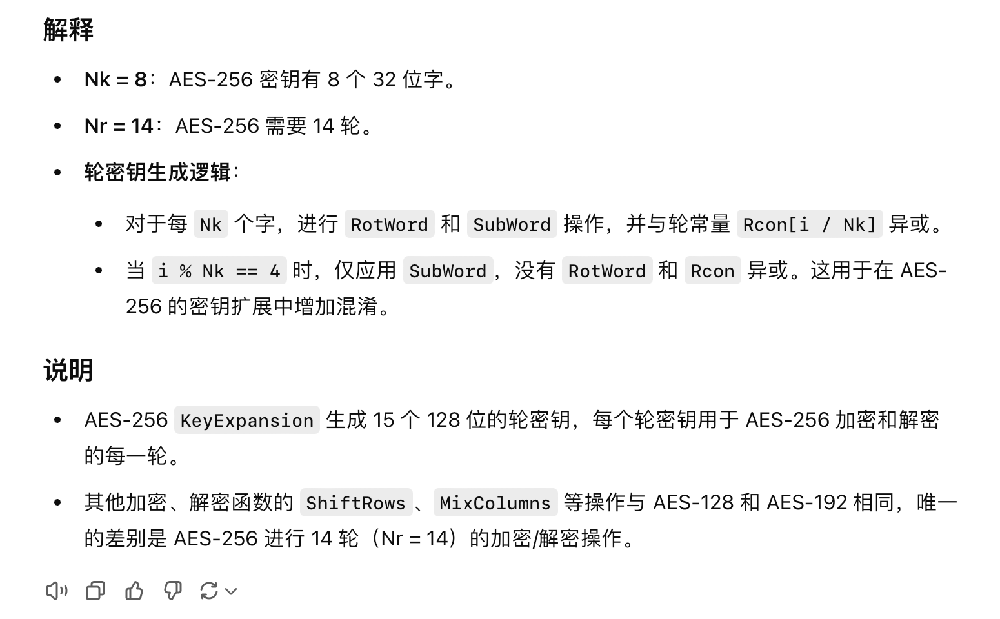 解释
Nk = 8：AES-256 密钥有 8 个 32 位字。
Nr = 14：AES-256 需要 14 轮。
轮密钥生成逻辑：
对于每 Nk 个字，进行 RotWord 和 SubWord 操作，并与轮常量 Rcon[i / Nk] 异或。
当 i % Nk == 4 时，仅应用 SubWord，没有 RotWord 和 Rcon 异或。这用于在 AES-
256 的密钥扩展中增加混淆。
说明
AES-256 KeyExpansion 生成 15 个 128 位的轮密钥，每个轮密钥用于 AES-256 加密和解密
的每一轮。
其他加密、解密函数的 ShiftRows、MixColumns 等操作与 AES-128 和 AES-192 相同，唯一
的差别是 AES-256 进行 14 轮（Nr = 14）的加密/解密操作。